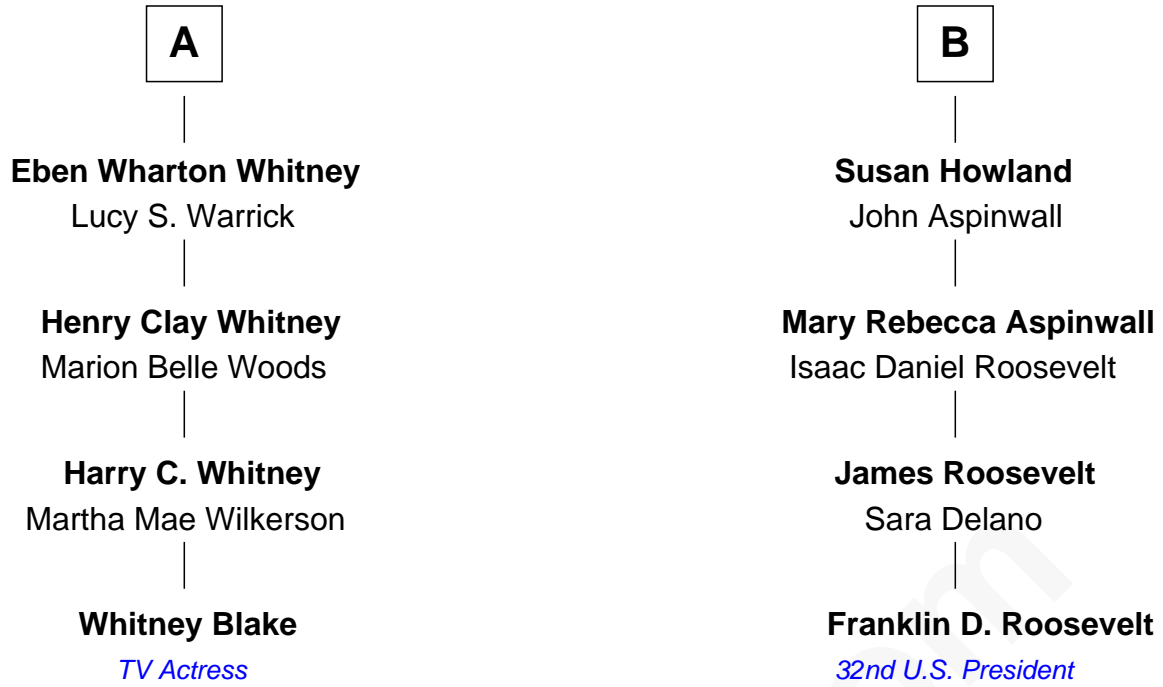 A
B
Eben Wharton Whitney
Lucy S. Warrick
Susan Howland
John Aspinwall
Henry Clay Whitney
Marion Belle Woods
Mary Rebecca Aspinwall
Isaac Daniel Roosevelt
Harry C. Whitney
Martha Mae Wilkerson
James Roosevelt
Sara Delano
Whitney Blake
TV Actress
Franklin D. Roosevelt
32nd U.S. President